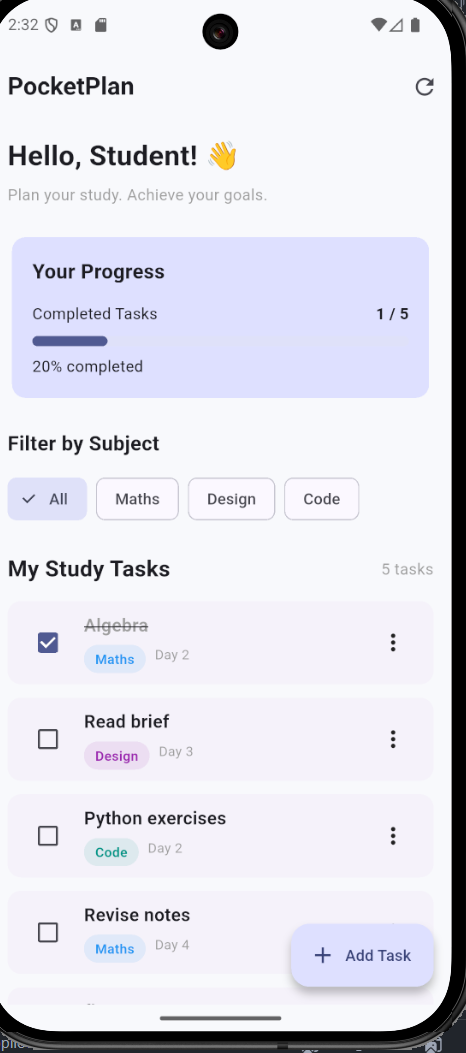 2:32
PocketPlan
Hello, Student! 👋
Plan your study. Achieve your goals.
Your Progress
Completed Tasks 1 / 5
20% completed
Filter by Subject
All Maths Design Code
My Study Tasks 5 tasks
Algebra
Maths Day 2
Read brief
Design Day 3
Python exercises
Code Day 2
Revise notes
Maths Day 4
+ Add Task